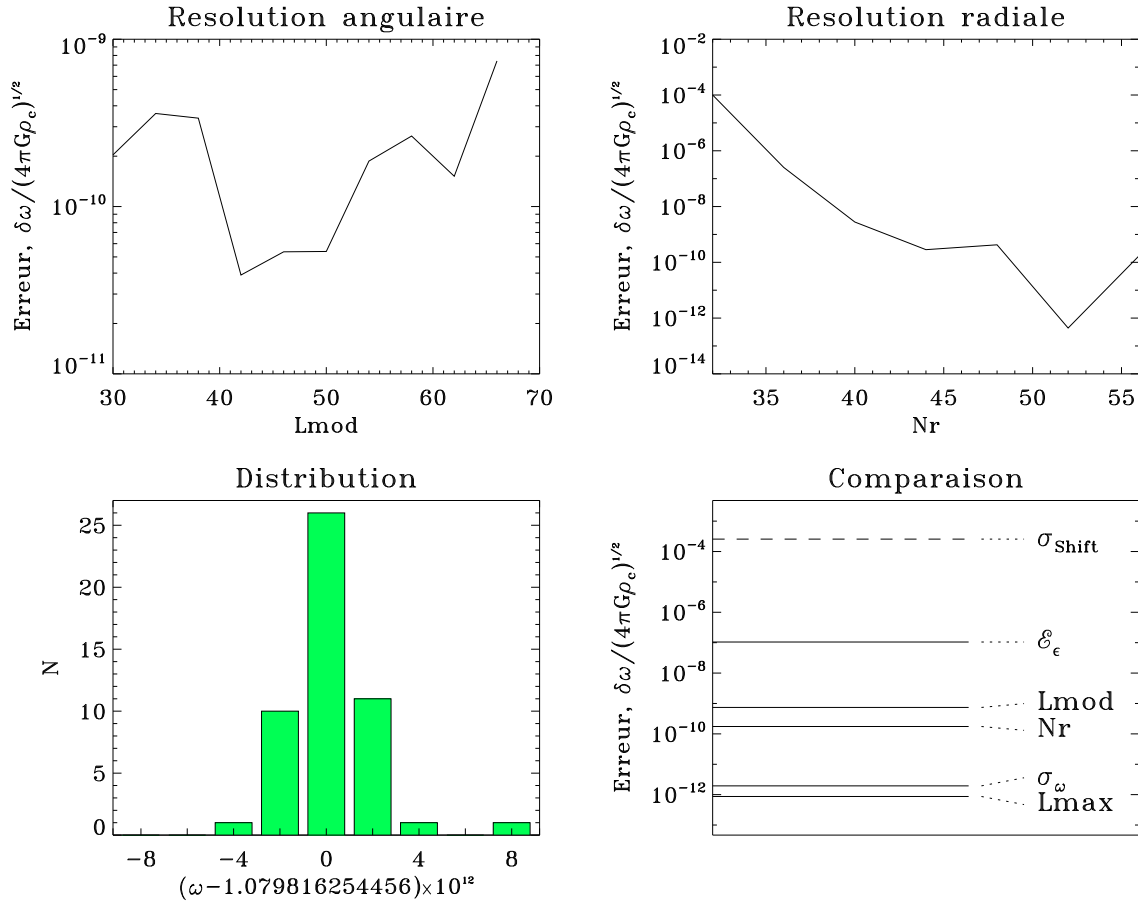 Resolution angulaire
10⁻⁹
10⁻¹⁰
10⁻¹¹
Erreur, δω/(4πGρ_c)^1/2
30 40 50 60 70
Lmod
Resolution radiale
10⁻²
10⁻⁴
10⁻⁶
10⁻⁸
10⁻¹⁰
10⁻¹²
10⁻¹⁴
Erreur, δω/(4πGρ_c)^1/2
35 40 45 50 55
Nr
Distribution
25
20
15
10
5
0
N
-8 -4 0 4 8
(ω-1.079816254456)×10¹²
Comparaison
10⁻⁴
10⁻⁶
10⁻⁸
10⁻¹⁰
10⁻¹²
Erreur, δω/(4πGρ_c)^1/2
σ_Shift
ℰ_ϵ
Lmod
Nr
σ_ω
Lmax